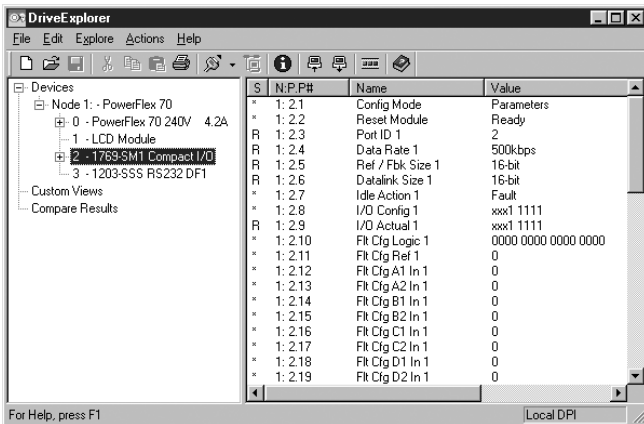 DriveExplorer
File Edit Explore Actions Help
Devices
Node 1: - PowerFlex 70
0 - PowerFlex 70 240V 4.2A
1 - LCD Module
2 - 1769-SM1 Compact I/O
3 - 1203-SSS RS232 DF1
Custom Views
Compare Results
S N:P.P# Name Value
* 1: 2.1 Config Mode Parameters
* 1: 2.2 Reset Module Ready
R 1: 2.3 Port ID 1 2
R 1: 2.4 Data Rate 1 500kbps
R 1: 2.5 Ref / Fbk Size 1 16-bit
R 1: 2.6 Datalink Size 1 16-bit
* 1: 2.7 Idle Action 1 Fault
* 1: 2.8 I/O Config 1 xxx1 1111
R 1: 2.9 I/O Actual 1 xxx1 1111
* 1: 2.10 Flt Cfg Logic 1 0000 0000 0000 0000
* 1: 2.11 Flt Cfg Ref 1 0
* 1: 2.12 Flt Cfg A1 In 1 0
* 1: 2.13 Flt Cfg A2 In 1 0
* 1: 2.14 Flt Cfg B1 In 1 0
* 1: 2.15 Flt Cfg B2 In 1 0
* 1: 2.16 Flt Cfg C1 In 1 0
* 1: 2.17 Flt Cfg C2 In 1 0
* 1: 2.18 Flt Cfg D1 In 1 0
* 1: 2.19 Flt Cfg D2 In 1 0
For Help, press F1 Local DPI